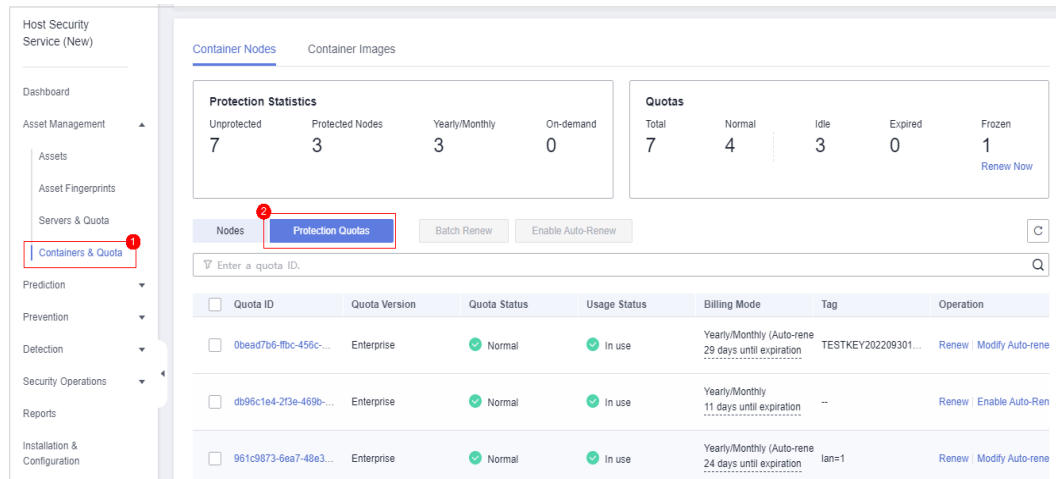 Host Security
Service (New)
Dashboard
Asset Management
Assets
Asset Fingerprints
Servers & Quota
1
Containers & Quota
Prediction
Prevention
Detection
Security Operations
Reports
Installation &
Configuration
Container Nodes Container Images
Protection Statistics
Unprotected Protected Nodes Yearly/Monthly On-demand
7 3 3 0
Quotas
Total Normal Idle Expired Frozen
7 4 3 0 1
Renew Now
2
Nodes Protection Quotas Batch Renew Enable Auto-Renew
Enter a quota ID.
Quota ID Quota Version Quota Status Usage Status Billing Mode Tag Operation
0bead7b6-ffbc-456c-... Enterprise Normal In use Yearly/Monthly (Auto-rene
29 days until expiration TESTKEY202209301... Renew Modify Auto-rene
db96c1e4-2f3e-469b-... Enterprise Normal In use Yearly/Monthly
11 days until expiration -- Renew Enable Auto-Ren
961c9873-6ea7-48e3... Enterprise Normal In use Yearly/Monthly (Auto-rene
24 days until expiration lan=1 Renew Modify Auto-rene